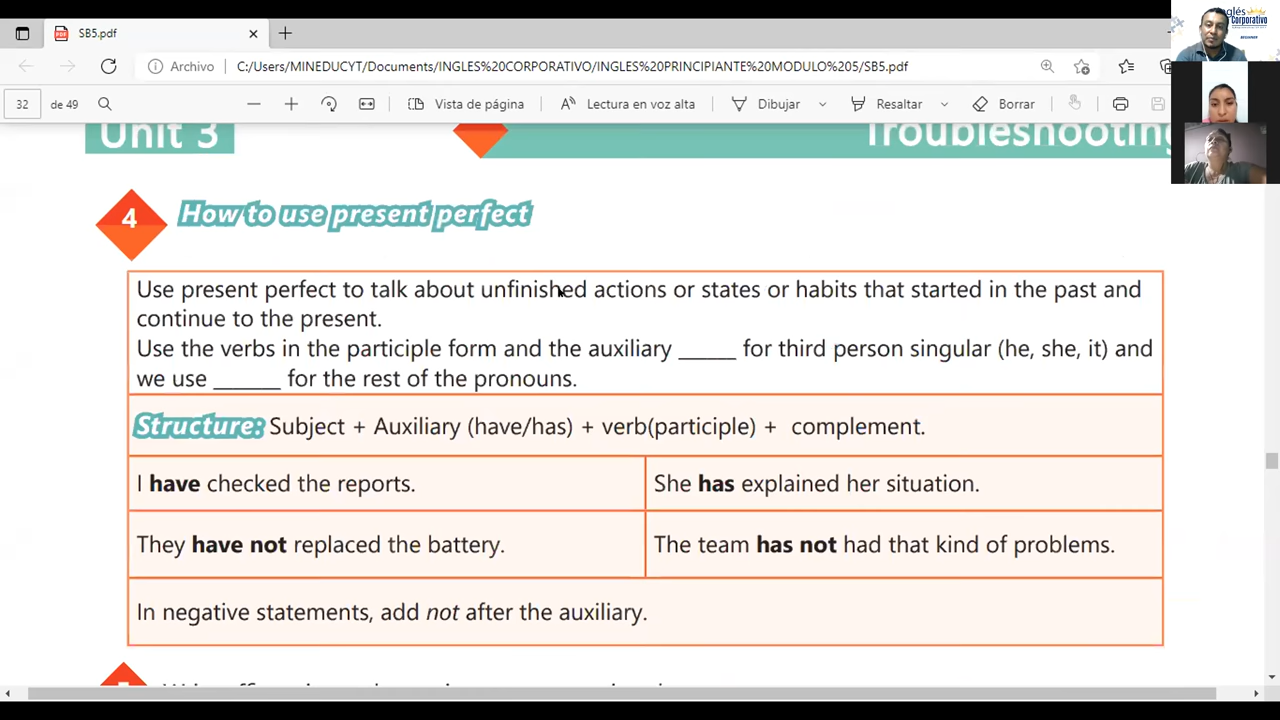 SB5.pdf
Archivo
C:/Users/MINEDUCYT/Documents/INGLES%20CORPORATIVO/INGLES%20PRINCIPIANTE%20MODULO%205/SB5.pdf
32 de 49
Vista de página
Lectura en voz alta
Dibujar
Resaltar
Borrar
Inglés
Corporativo
Unit 3
Troubleshooting
4
How to use present perfect
Use present perfect to talk about unfinished actions or states or habits that started in the past and
continue to the present.
Use the verbs in the participle form and the auxiliary ______ for third person singular (he, she, it) and
we use _______ for the rest of the pronouns.
Structure: Subject + Auxiliary (have/has) + verb(participle) + complement.
I have checked the reports.
She has explained her situation.
They have not replaced the battery.
The team has not had that kind of problems.
In negative statements, add not after the auxiliary.